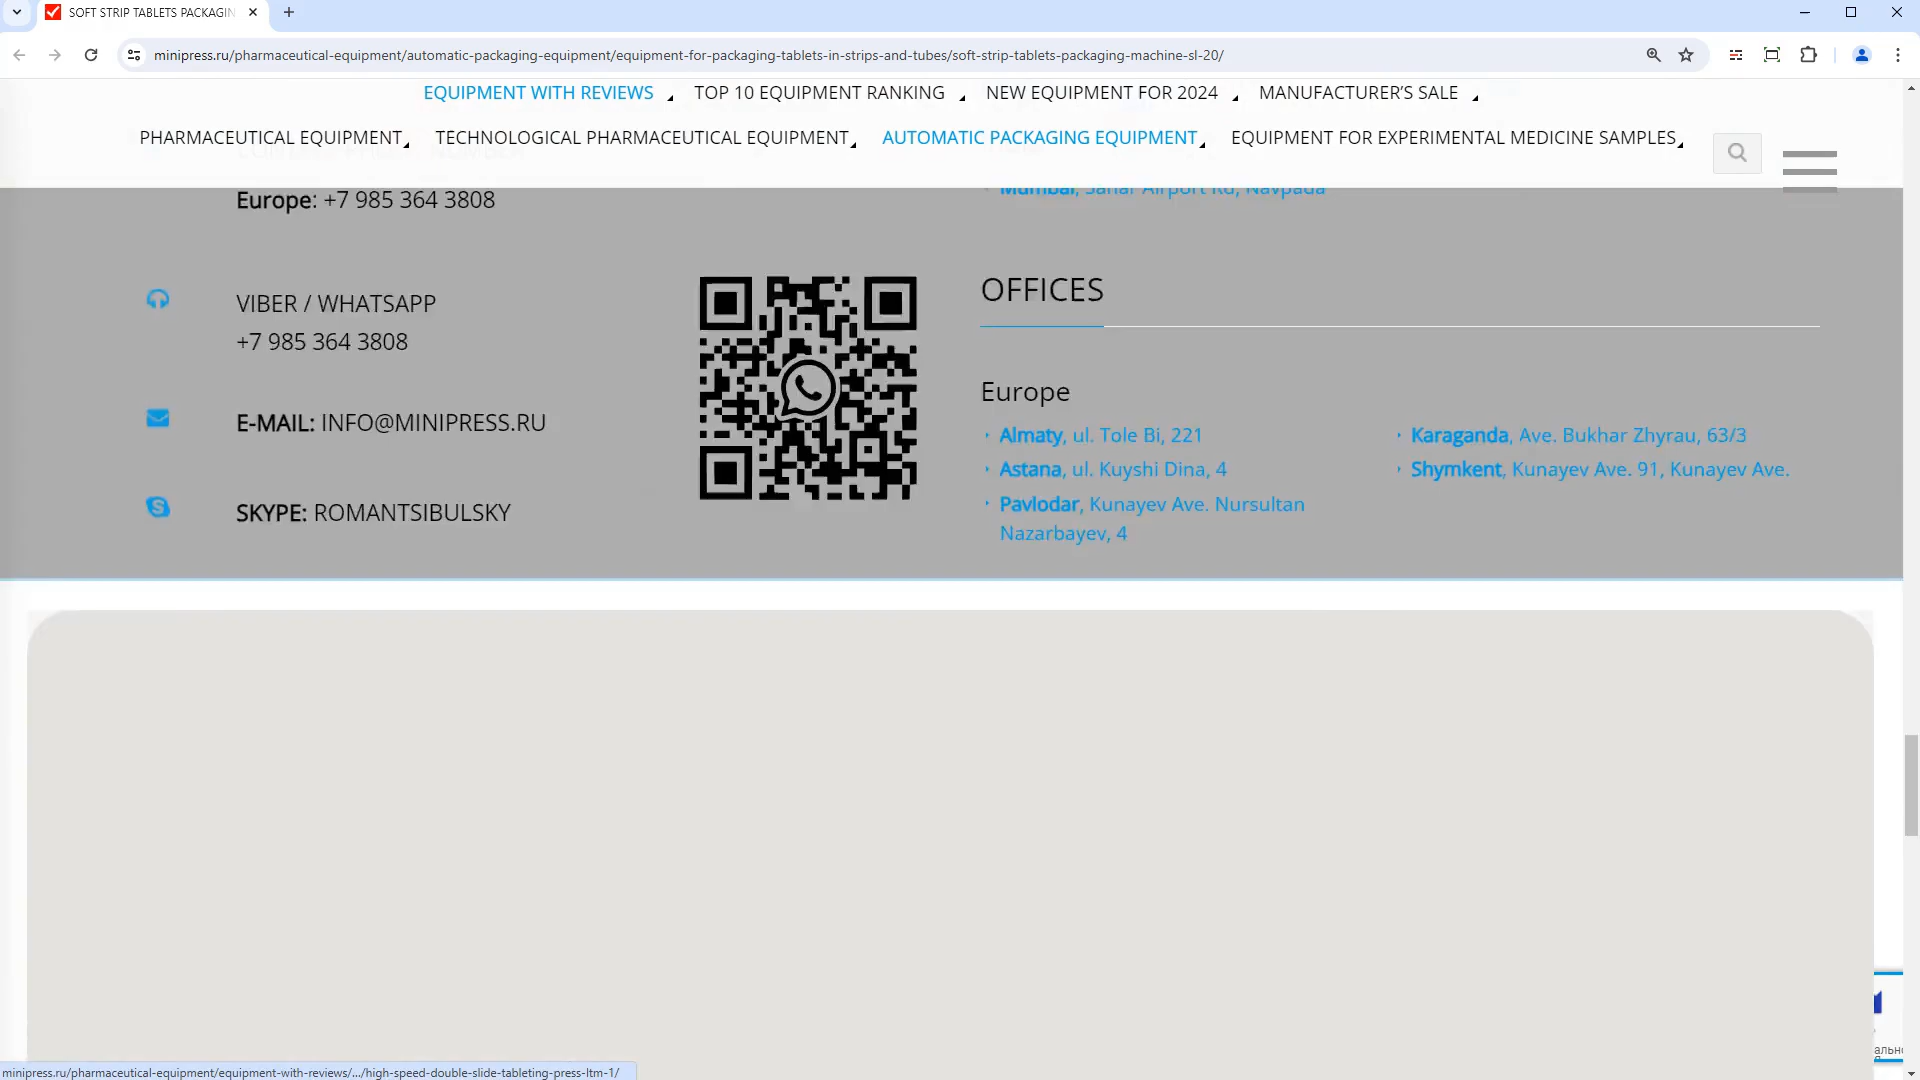 SOFT STRIP TABLETS PACKAGIN
minipress.ru/pharmaceutical-equipment/automatic-packaging-equipment/equipment-for-packaging-tablets-in-strips-and-tubes/soft-strip-tablets-packaging-machine-sl-20/
EQUIPMENT WITH REVIEWS TOP 10 EQUIPMENT RANKING NEW EQUIPMENT FOR 2024 MANUFACTURER’S SALE
PHARMACEUTICAL EQUIPMENT TECHNOLOGICAL PHARMACEUTICAL EQUIPMENT AUTOMATIC PACKAGING EQUIPMENT EQUIPMENT FOR EXPERIMENTAL MEDICINE SAMPLES
Mumbai, Sahar Airport Rd, Navpada
Europe: +7 985 364 3808
VIBER / WHATSAPP
+7 985 364 3808
E-MAIL: INFO@MINIPRESS.RU
SKYPE: ROMANTSIBULSKY
OFFICES
Europe
Almaty, ul. Tole Bi, 221
Astana, ul. Kuyshi Dina, 4
Pavlodar, Kunayev Ave. Nursultan
Nazarbayev, 4
Karaganda, Ave. Bukhar Zhyrau, 63/3
Shymkent, Kunayev Ave. 91, Kunayev Ave.
minipress.ru/pharmaceutical-equipment/equipment-with-reviews/.../high-speed-double-slide-tableting-press-ltm-1/